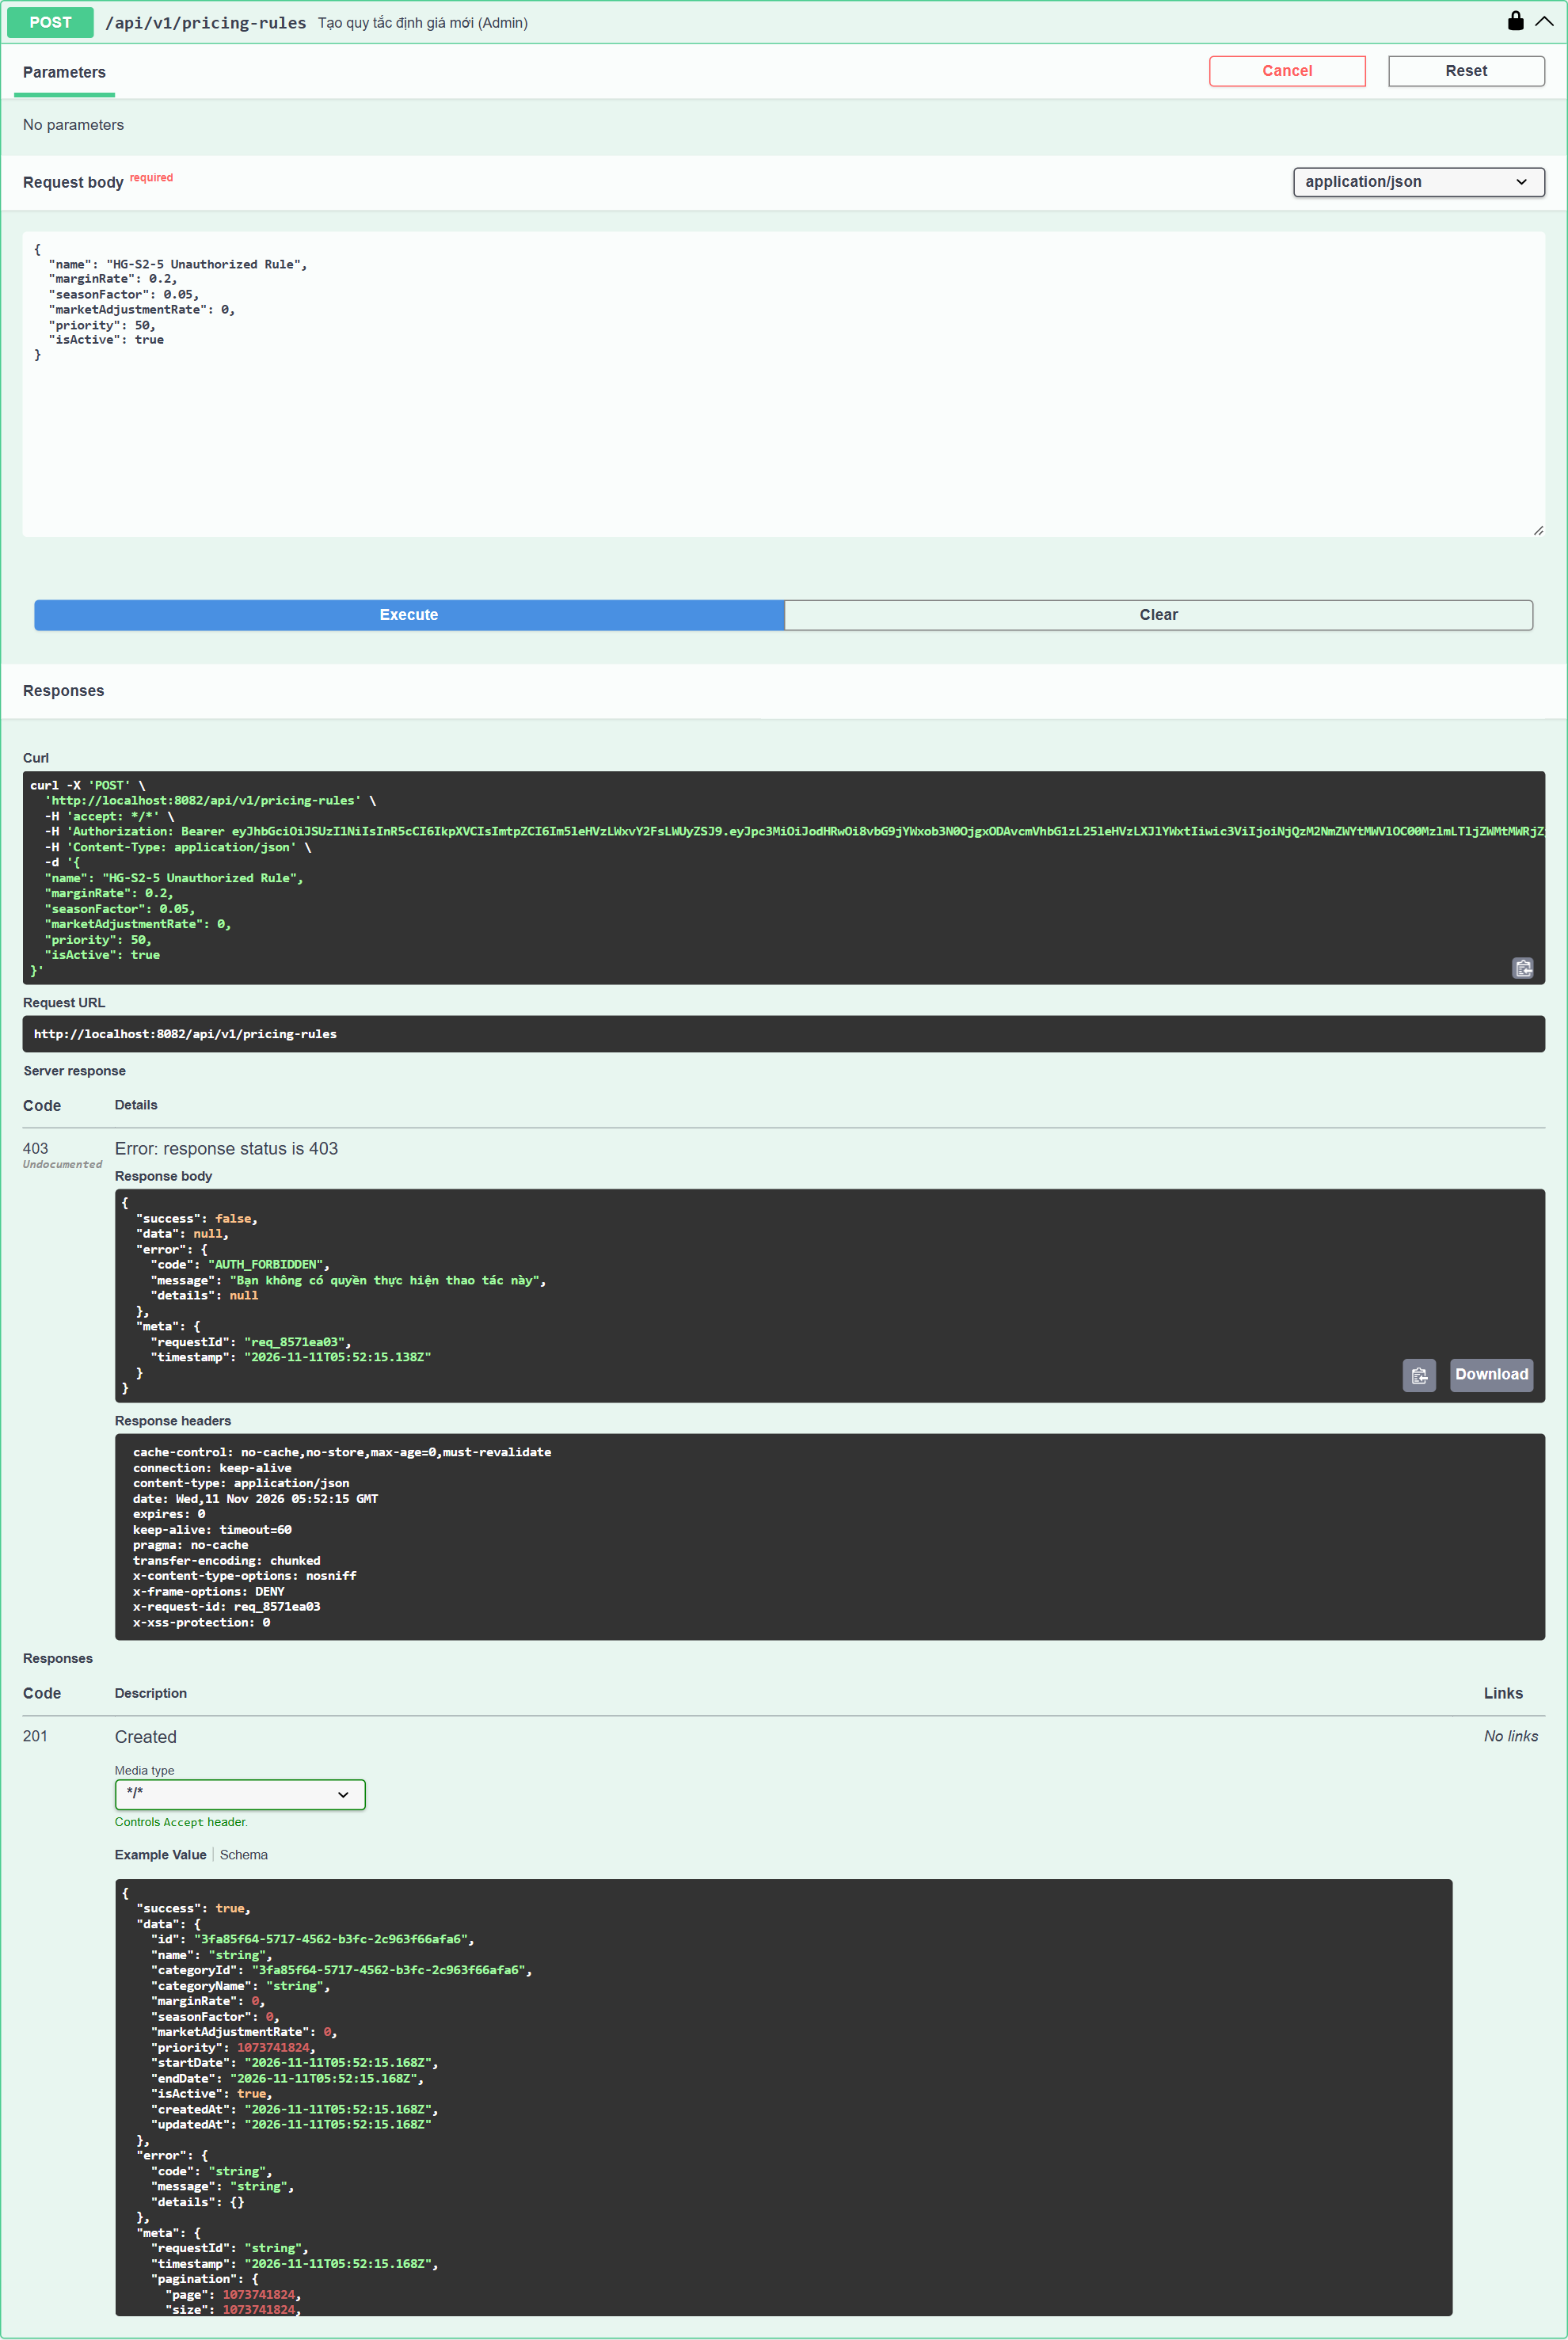 POST /api/v1/pricing-rules Tạo quy tắc định giá mới (Admin)
Parameters
Cancel
Reset
No parameters
Request body required
application/json
{
  "name": "HG-S2-5 Unauthorized Rule",
  "marginRate": 0.2,
  "seasonFactor": 0.05,
  "marketAdjustmentRate": 0,
  "priority": 50,
  "isActive": true
}
Execute
Clear
Responses
Curl
curl -X 'POST' \
  'http://localhost:8082/api/v1/pricing-rules' \
  -H 'accept: */*' \
  -H 'Authorization: Bearer
  -H 'Content-Type: application/json' \
  -d '{
  "name": "HG-S2-5 Unauthorized Rule",
  "marginRate": 0.2,
  "seasonFactor": 0.05,
  "marketAdjustmentRate": 0,
  "priority": 50,
  "isActive": true
}'
Request URL
http://localhost:8082/api/v1/pricing-rules
Server response
Code Details
403 Error: response status is 403
Undocumented
Response body
{
  "success": false,
  "data": null,
  "error": {
    "code": "AUTH_FORBIDDEN",
    "message": "Bạn không có quyền thực hiện thao tác này",
    "details": null
  },
  "meta": {
    "requestId": "req_8571ea03",
    "timestamp": "2026-11-11T05:52:15.138Z"
  }
}
Download
Response headers
cache-control: no-cache,no-store,max-age=0,must-revalidate
connection: keep-alive
content-type: application/json
date: Wed,11 Nov 2026 05:52:15 GMT
expires: 0
keep-alive: timeout=60
pragma: no-cache
transfer-encoding: chunked
x-content-type-options: nosniff
x-frame-options: DENY
x-request-id: req_8571ea03
x-xss-protection: 0
Responses
Code Description Links
201 Created No links
Media type
*/*
Controls Accept header.
Example Value Schema
{
  "success": true,
  "data": {
    "id": "3fa85f64-5717-4562-b3fc-2c963f66afa6",
    "name": "string",
    "categoryId": "3fa85f64-5717-4562-b3fc-2c963f66afa6",
    "categoryName": "string",
    "marginRate": 0,
    "seasonFactor": 0,
    "marketAdjustmentRate": 0,
    "priority": 1073741824,
    "startDate": "2026-11-11T05:52:15.168Z",
    "endDate": "2026-11-11T05:52:15.168Z",
    "isActive": true,
    "createdAt": "2026-11-11T05:52:15.168Z",
    "updatedAt": "2026-11-11T05:52:15.168Z"
  },
  "error": {
    "code": "string",
    "message": "string",
    "details": {}
  },
  "meta": {
    "requestId": "string",
    "timestamp": "2026-11-11T05:52:15.168Z",
    "pagination": {
      "page": 1073741824,
      "size": 1073741824,